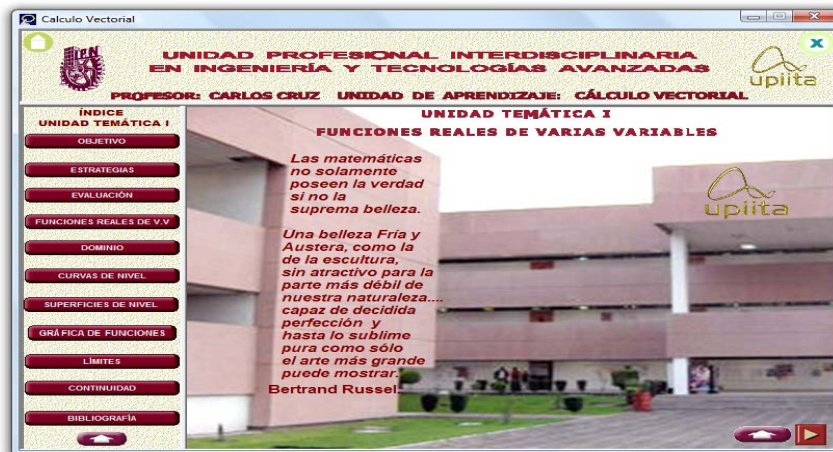 Calculo Vectorial
UNIDAD PROFESIONAL INTERDISCIPLINARIA
EN INGENIERÍA Y TECNOLOGÍAS AVANZADAS
PROFESOR: CARLOS CRUZ UNIDAD DE APRENDIZAJE: CÁLCULO VECTORIAL
IPN
upiita
ÍNDICE
UNIDAD TEMÁTICA I
OBJETIVO
ESTRATEGIAS
EVALUACIÓN
FUNCIONES REALES DE V.V
DOMINIO
CURVAS DE NIVEL
SUPERFICIES DE NIVEL
GRÁFICA DE FUNCIONES
LÍMITES
CONTINUIDAD
BIBLIOGRAFÍA
UNIDAD TEMÁTICA I
FUNCIONES REALES DE VARIAS VARIABLES
Las matemáticas
no solamente
poseen la verdad
si no la
suprema belleza.
Una belleza Fría y
Austera, como la
de la escultura,
sin atractivo para la
parte más débil de
nuestra naturaleza....
capaz de decidida
perfección y
hasta lo sublime
pura como sólo
el arte más grande
puede mostrar.
Bertrand Russel.
upiita